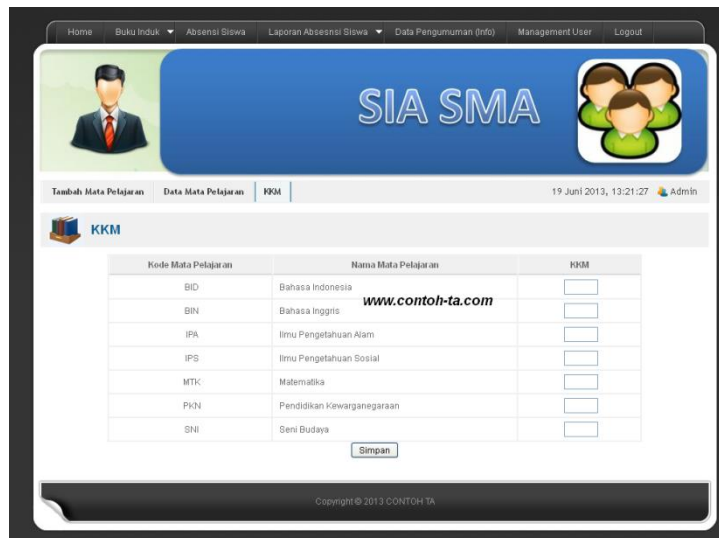 Home Buku Induk Absensi Siswa Laporan Absesnsi Siswa Data Pengumuman (Info) Management User Logout
SIA SMA
Tambah Mata Pelajaran Data Mata Pelajaran KKM 19 Juni 2013, 13:21:27 Admin
KKM
Kode Mata Pelajaran Nama Mata Pelajaran KKM
BID Bahasa Indonesia
www.contoh-ta.com
BIN Bahasa Inggris
IPA Ilmu Pengetahuan Alam
IPS Ilmu Pengetahuan Sosial
MTK Matematika
PKN Pendidikan Kewarganegaraan
SNI Seni Budaya
Simpan
Copyright © 2013 CONTOH TA